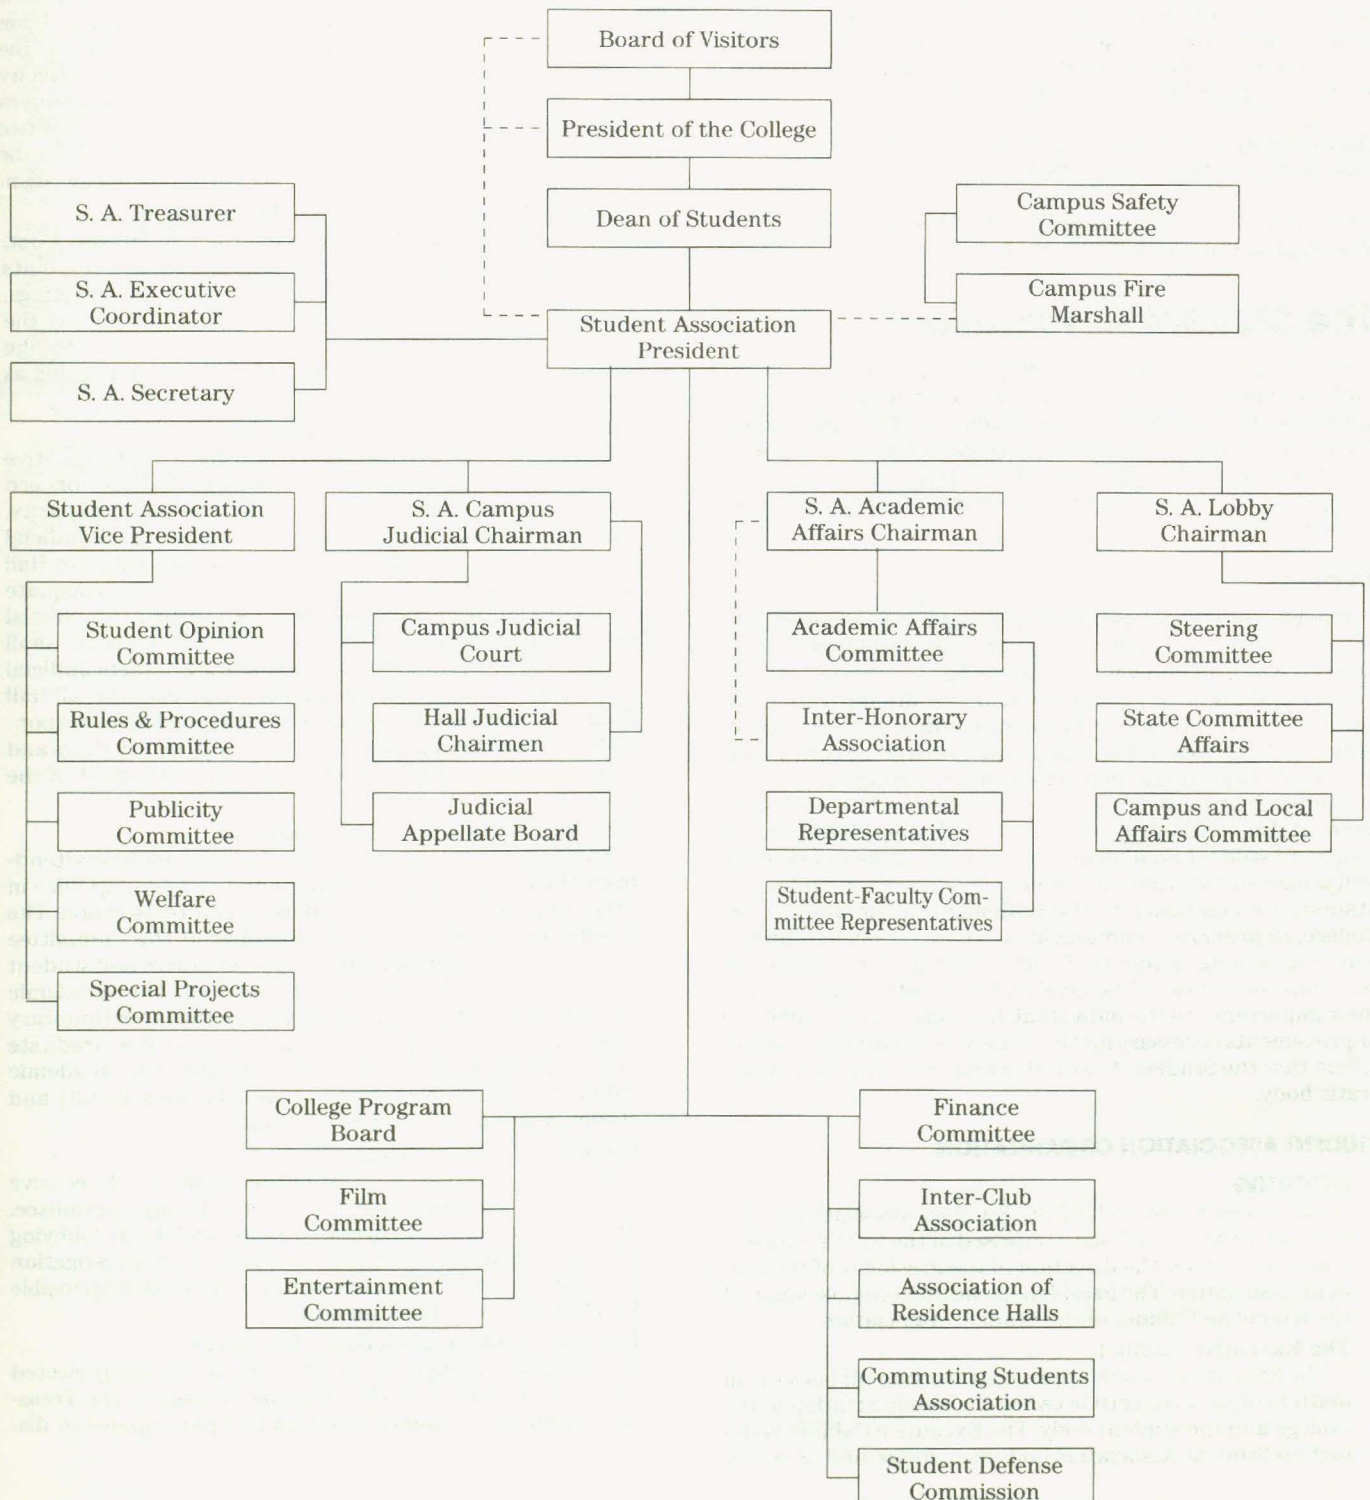 Board of Visitors
President of the College
S. A. Treasurer
Dean of Students
Campus Safety
Committee
S. A. Executive
Coordinator
Campus Fire
Marshall
Student Association
President
S. A. Secretary
Student Association
Vice President
S. A. Campus
Judicial Chairman
S. A. Academic
Affairs Chairman
S. A. Lobby
Chairman
Student Opinion
Committee
Campus Judicial
Court
Academic Affairs
Committee
Steering
Committee
Rules & Procedures
Committee
Hall Judicial
Chairmen
Inter-Honorary
Association
State Committee
Affairs
Publicity
Committee
Judicial
Appellate Board
Departmental
Representatives
Campus and Local
Affairs Committee
Welfare
Committee
Student-Faculty Com-
mittee Representatives
Special Projects
Committee
College Program
Board
Finance
Committee
Film
Committee
Inter-Club
Association
Entertainment
Committee
Association of
Residence Halls
Commuting Students
Association
Student Defense
Commission